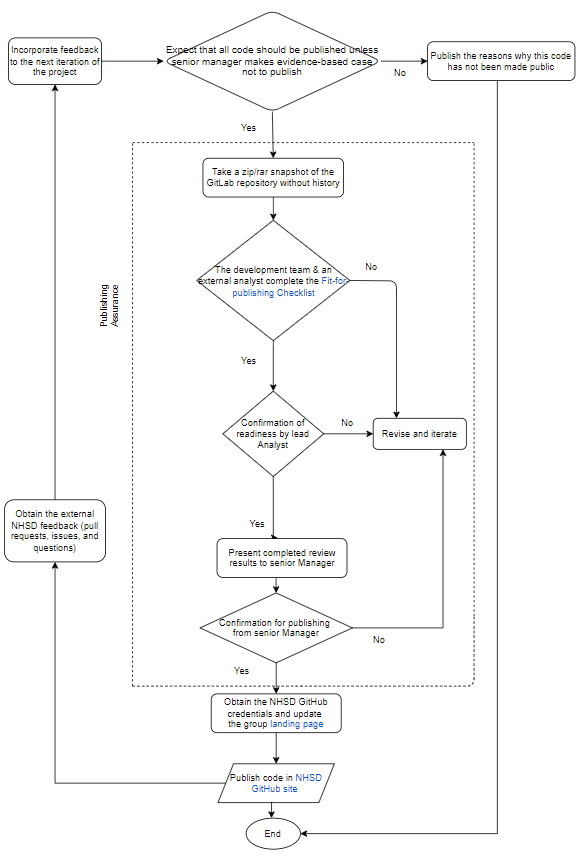 Incorporate feedback
to the next iteration of
the project
Expect that all code should be published unless
senior manager makes evidence-based case
not to publish
No
Publish the reasons why this code
has not been made public
Yes
Take a zip/rar snapshot of the
GitLab repository without history
Publishing
Assurance
The development team & an
external analyst complete the Fit-for
publishing Checklist
No
Yes
Confirmation of
readiness by lead
Analyst
No
Revise and iterate
Obtain the external
NHSD feedback (pull
requests, issues, and
questions)
Yes
Present completed review
results to senior Manager
Confirmation for publishing
from senior Manager
No
Yes
Obtain the NHSD GitHub
credentials and update
the group landing page
Publish code in NHSD
GitHub site
End